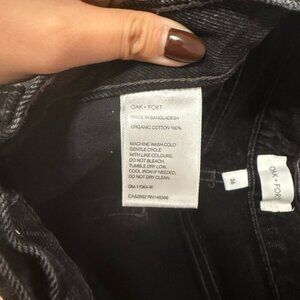 OAK + FORT
MADE IN BANGLADESH
ORGANIC COTTON 100%
MACHINE WASH COLD
GENTLE CYCLE
WITH LIKE COLOURS.
DO NOT BLEACH.
TUMBLE DRY LOW.
COOL IRON IF NEEDED.
DO NOT DRY CLEAN.
OAK + FORT